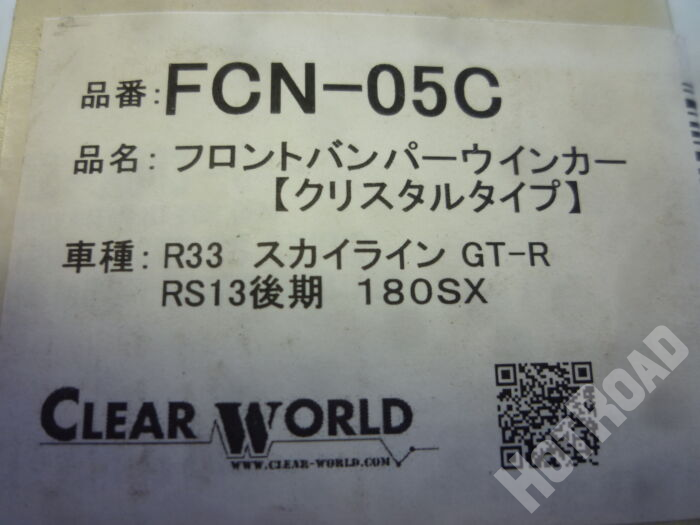 品番:FCN-05C
品名: フロントバンパーウインカー
【クリスタルタイプ】
車種: R33 スカイライン GT-R
RS13後期 180SX
CLEAR WORLD
WWW.CLEAR-WORLD.COM
HOTROAD